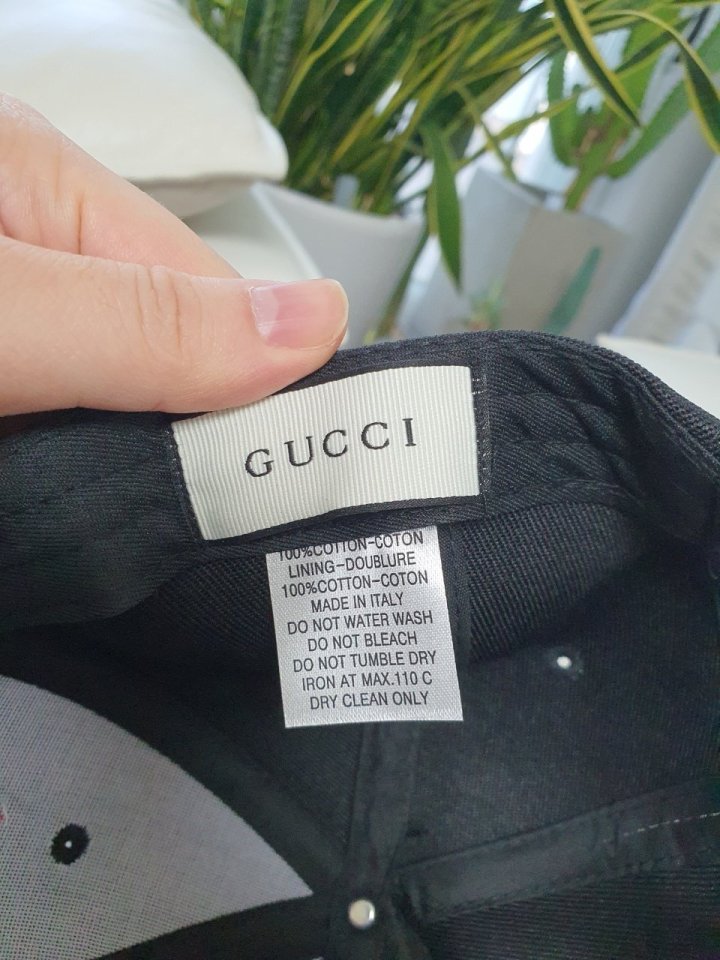 GUCCI
100%COTTON-COTON
LINING-DOUBLURE
100%COTTON-COTON
MADE IN ITALY
DO NOT WATER WASH
DO NOT BLEACH
DO NOT TUMBLE DRY
IRON AT MAX.110 C
DRY CLEAN ONLY